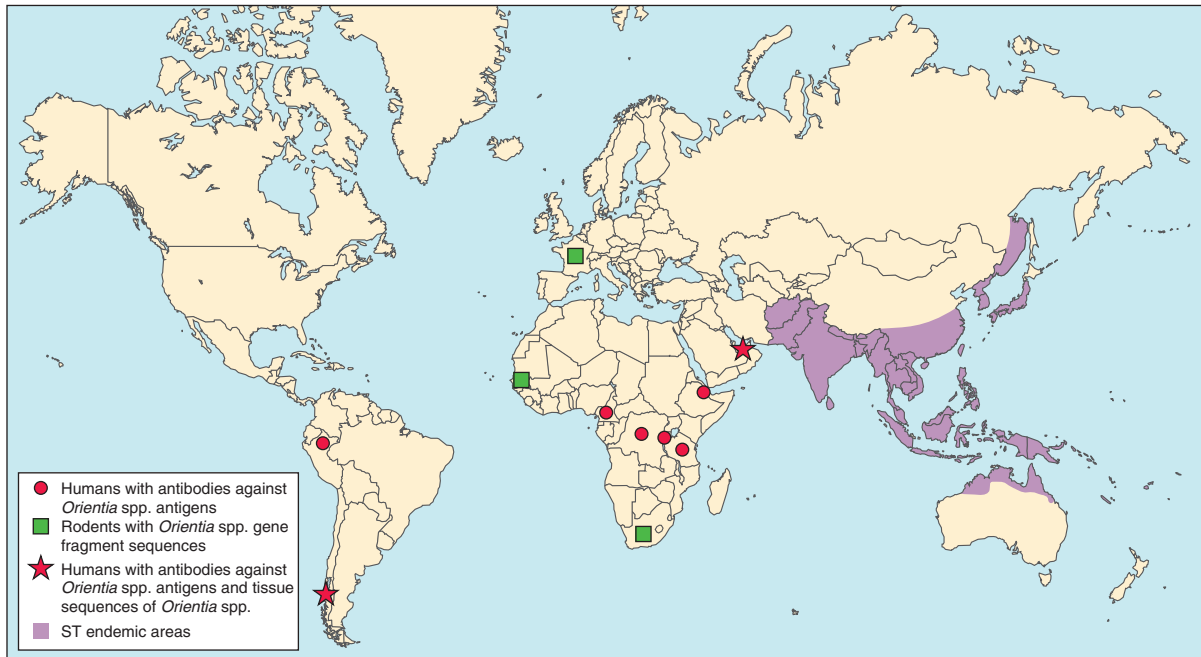 Humans with antibodies against
Orientia spp. antigens
Rodents with Orientia spp. gene
fragment sequences
Humans with antibodies against
Orientia spp. antigens and tissue
sequences of Orientia spp.
ST endemic areas